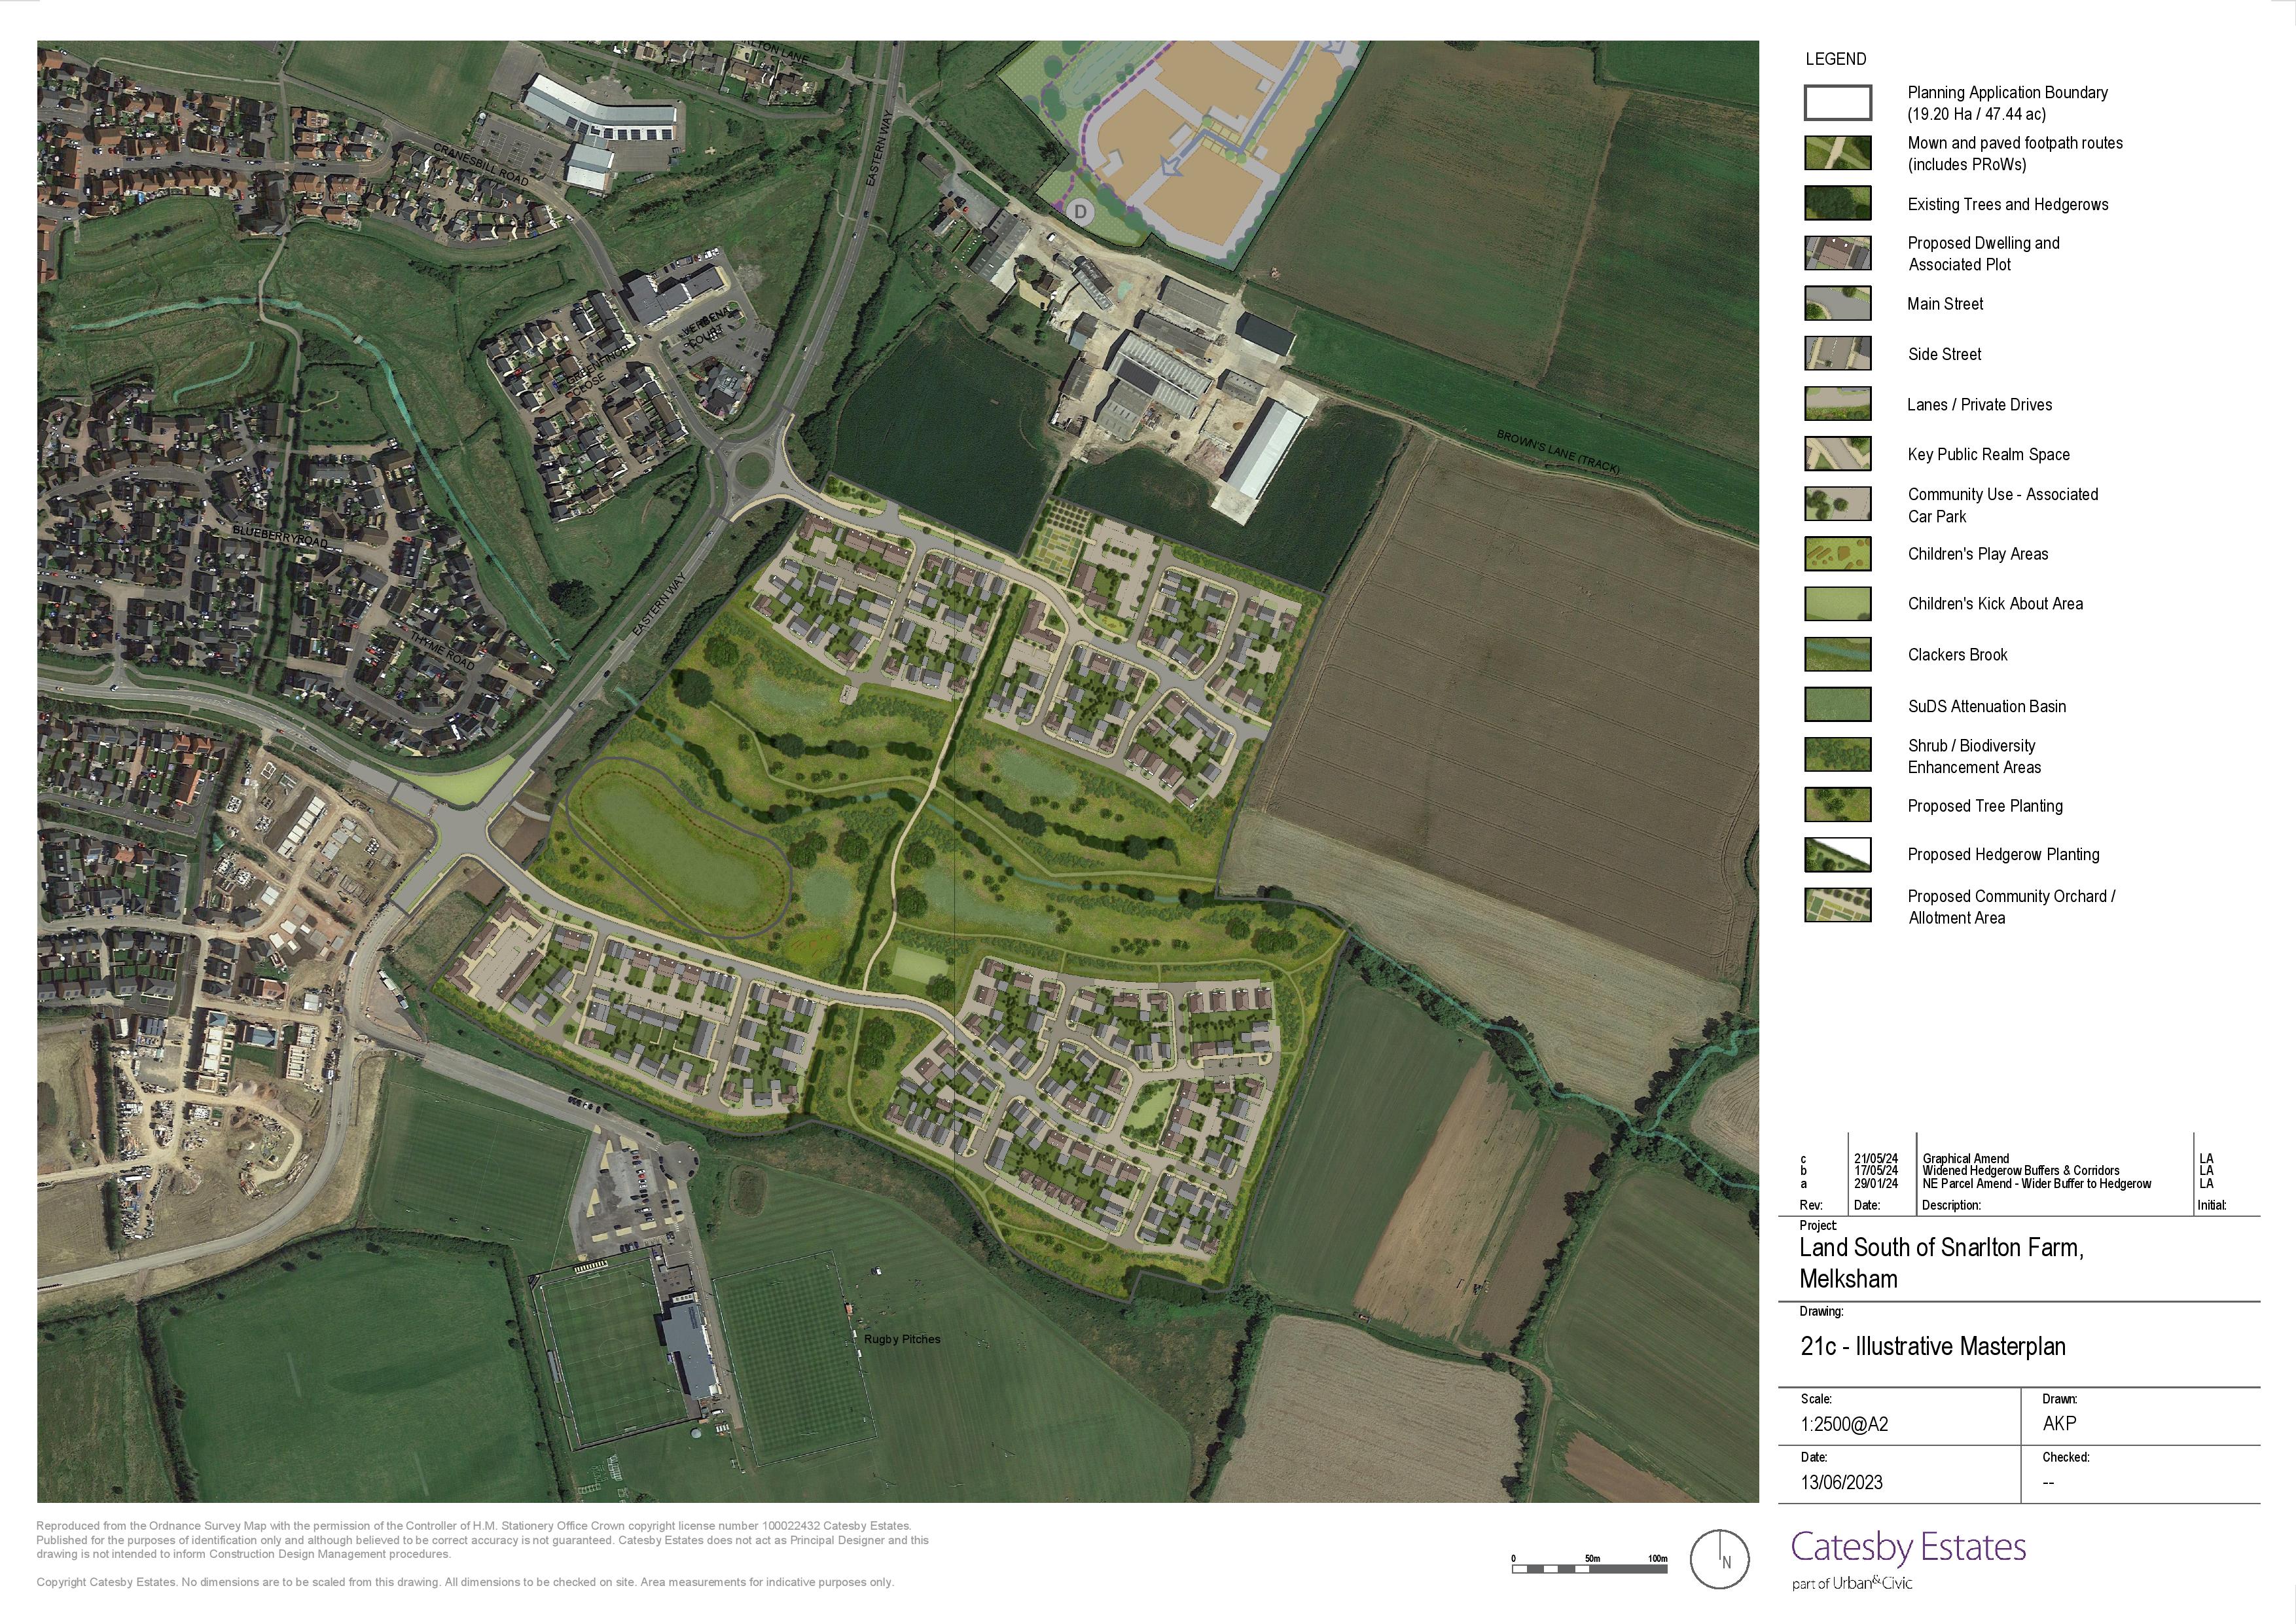 RLTON LANE
CRANESBILL ROAD
EASTERN WAY
D
VERBENA
COURT
GREENFINCH
CLOSE
BROWN'S LANE (TRACK)
BLUEBERRY ROAD
EASTERN WAY
THYME ROAD
Rugby Pitches
LEGEND
Planning Application Boundary
(19.20 Ha / 47.44 ac)
Mown and paved footpath routes
(includes PRoWs)
Existing Trees and Hedgerows
Proposed Dwelling and
Associated Plot
Main Street
Side Street
Lanes / Private Drives
Key Public Realm Space
Community Use - Associated
Car Park
Children's Play Areas
Children's Kick About Area
Clackers Brook
SuDS Attenuation Basin
Shrub / Biodiversity
Enhancement Areas
Proposed Tree Planting
Proposed Hedgerow Planting
Proposed Community Orchard /
Allotment Area
c 21/05/24 Graphical Amend LA
b 17/05/24 Widened Hedgerow Buffers & Corridors LA
a 29/01/24 NE Parcel Amend - Wider Buffer to Hedgerow LA
Rev: Date: Description: Initial:
Project:
Land South of Snarlton Farm,
Melksham
Drawing:
21c - Illustrative Masterplan
Scale: Drawn:
1:2500@A2 AKP
Date: Checked:
13/06/2023 --
Reproduced from the Ordnance Survey Map with the permission of the Controller of H.M. Stationery Office Crown copyright license number 100022432 Catesby Estates.
Published for the purposes of identification only and although believed to be correct accuracy is not guaranteed. Catesby Estates does not act as Principal Designer and this
drawing is not intended to inform Construction Design Management procedures.
Copyright Catesby Estates. No dimensions are to be scaled from this drawing. All dimensions to be checked on site. Area measurements for indicative purposes only.
0 50m 100m
N
Catesby Estates
part of Urban&Civic